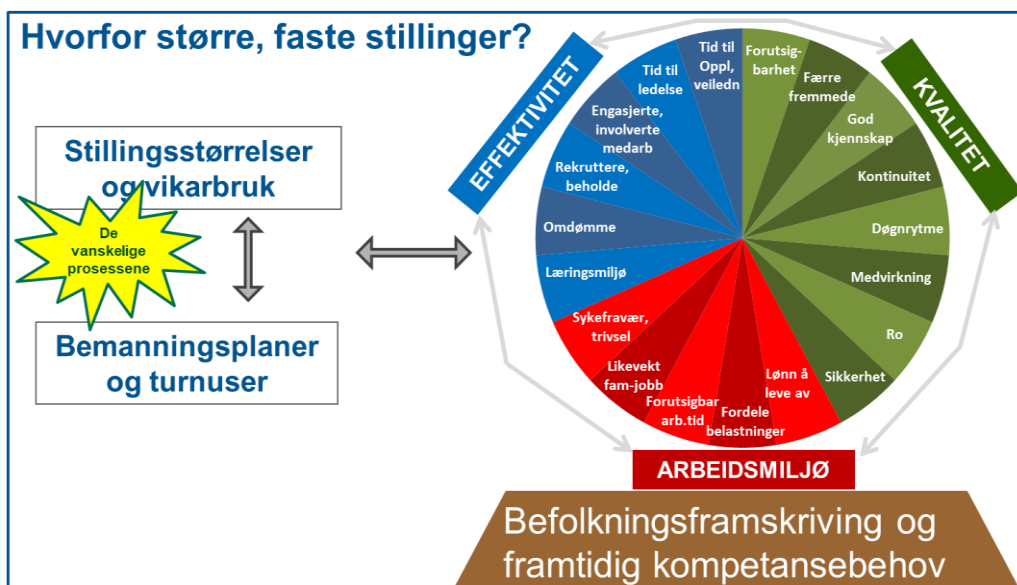 Hvorfor større, faste stillinger?
Stillingsstørrelser
og vikarbruk
De
vanskelige
prosessene
Bemanningsplaner
og turnuser
EFFEKTIVITET
KVALITET
ARBEIDSMILJØ
Forutsig-
barhet
Færre
fremmede
God
kjennskap
Kontinuitet
Døgnrytme
Medvirkning
Ro
Sikkerhet
Lønn å
leve av
Fordele
belastninger
Forutsigbar
arb.tid
Likevekt
fam-jobb
Sykefravær,
trivsel
Læringsmiljø
Omdømme
Rekruttere,
beholde
Engasjerte,
involverte
medarb
Tid til
ledelse
Tid til
Oppl,
veiledn
Befolkningsframskriving og
framtidig kompetansebehov